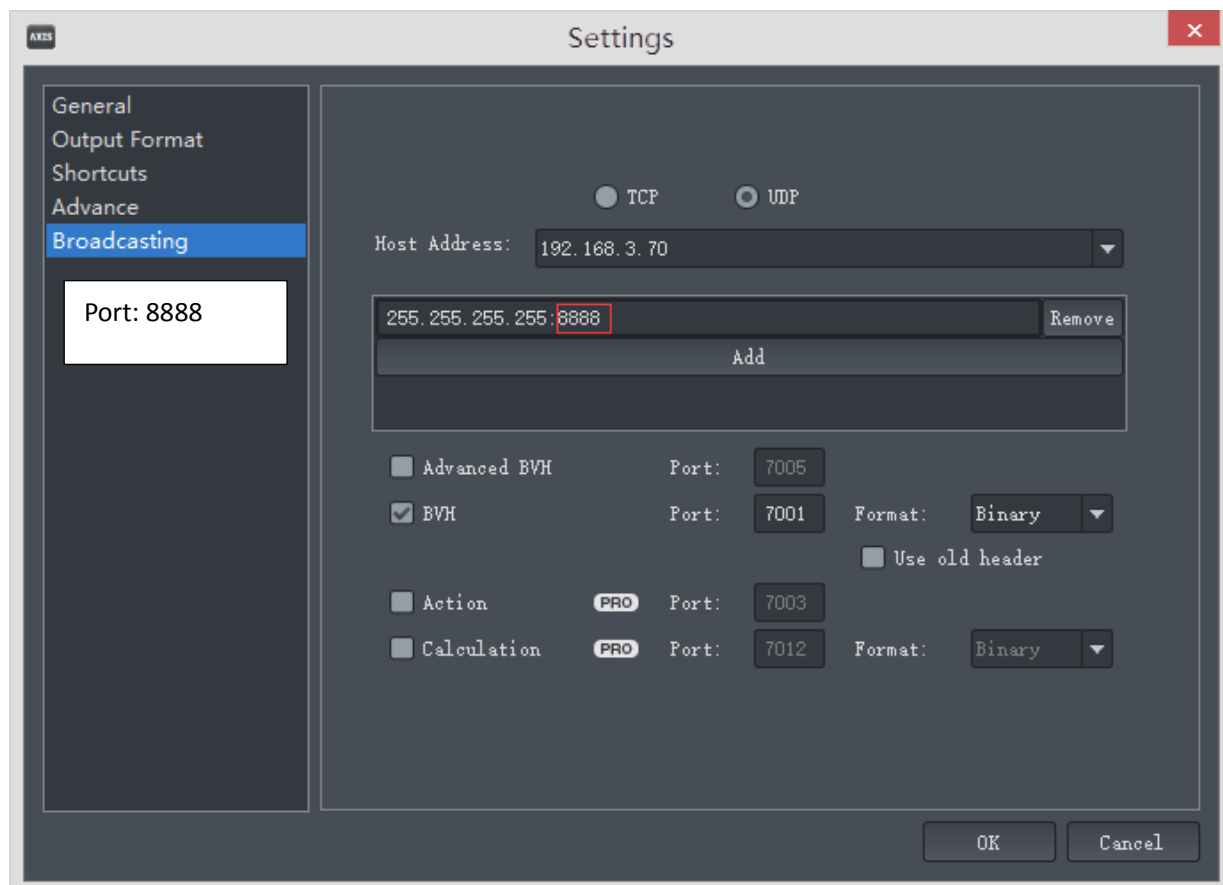 AXIS
Settings
General
Output Format
Shortcuts
Advance
Broadcasting
Port: 8888
TCP UDP
Host Address: 192.168.3.70
255.255.255.255:8888 Remove
Add
Advanced BVH Port: 7005
BVH Port: 7001 Format: Binary
Use old header
Action PRO Port: 7003
Calculation PRO Port: 7012 Format: Binary
OK Cancel